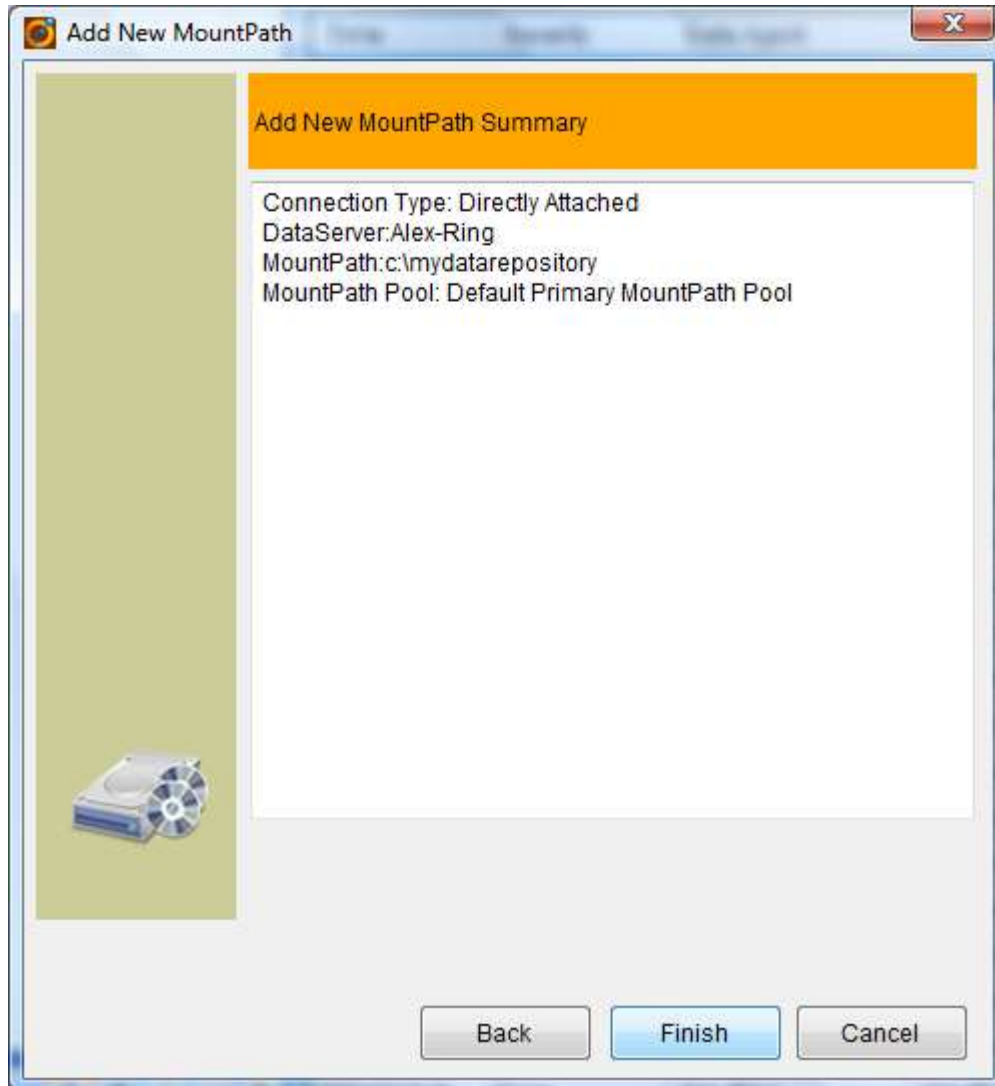 Add New MountPath
Add New MountPath Summary
Connection Type: Directly Attached
DataServer:Alex-Ring
MountPath:c:\mydatarepository
MountPath Pool: Default Primary MountPath Pool
Back
Finish
Cancel